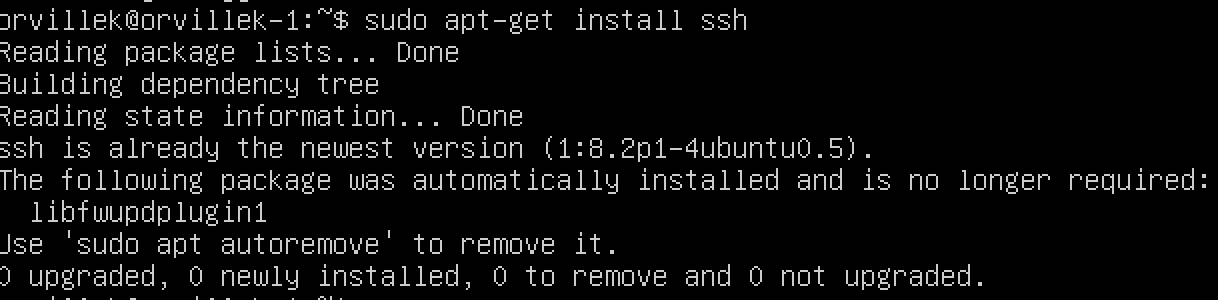 orvillek@orvillek-1:~$ sudo apt-get install ssh
Reading package lists... Done
Building dependency tree
Reading state information... Done
ssh is already the newest version (1:8.2p1-4ubuntu0.5).
The following package was automatically installed and is no longer required:
  libfwupdplugin1
Use 'sudo apt autoremove' to remove it.
0 upgraded, 0 newly installed, 0 to remove and 0 not upgraded.